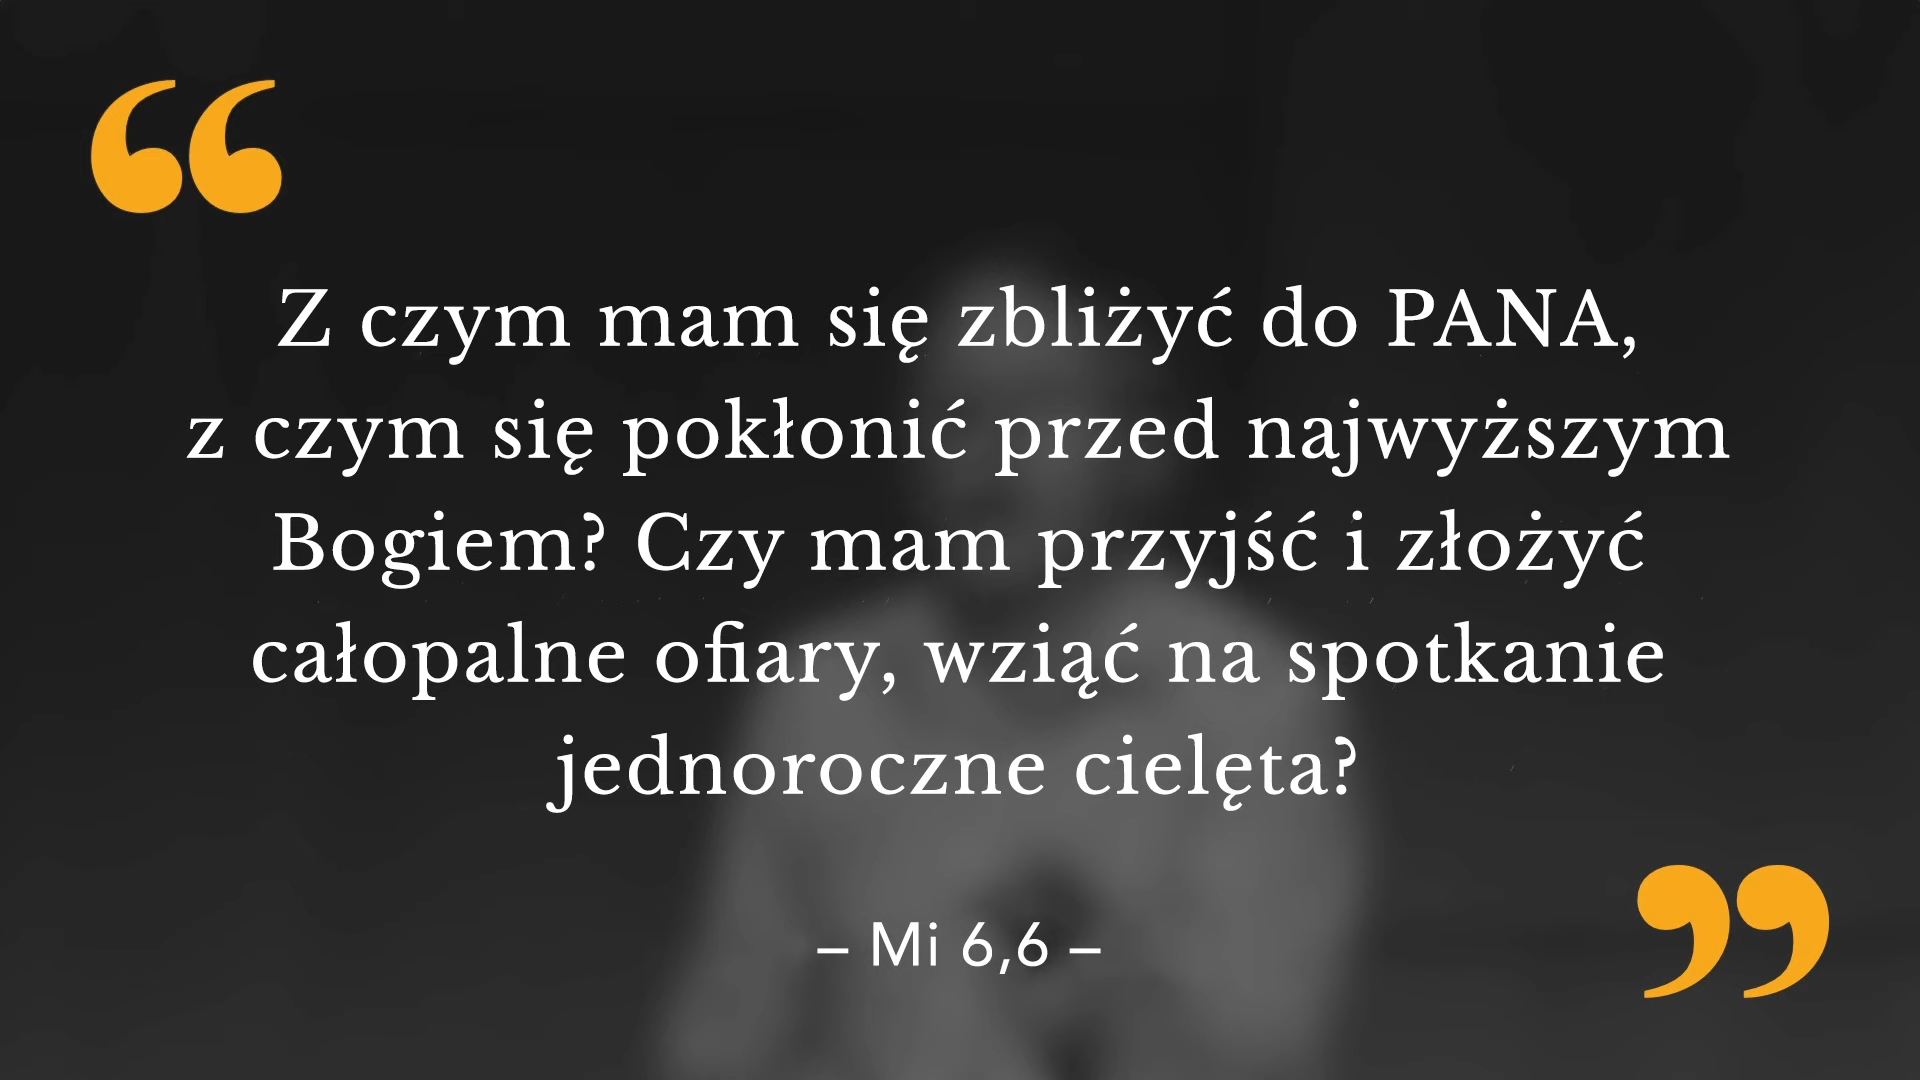 “
Z czym mam się zbliżyć do PANA,
z czym się pokłonić przed najwyższym
Bogiem? Czy mam przyjść i złożyć
całopalne ofiary, wziąć na spotkanie
jednoroczne cielęta?
– Mi 6,6 –
”